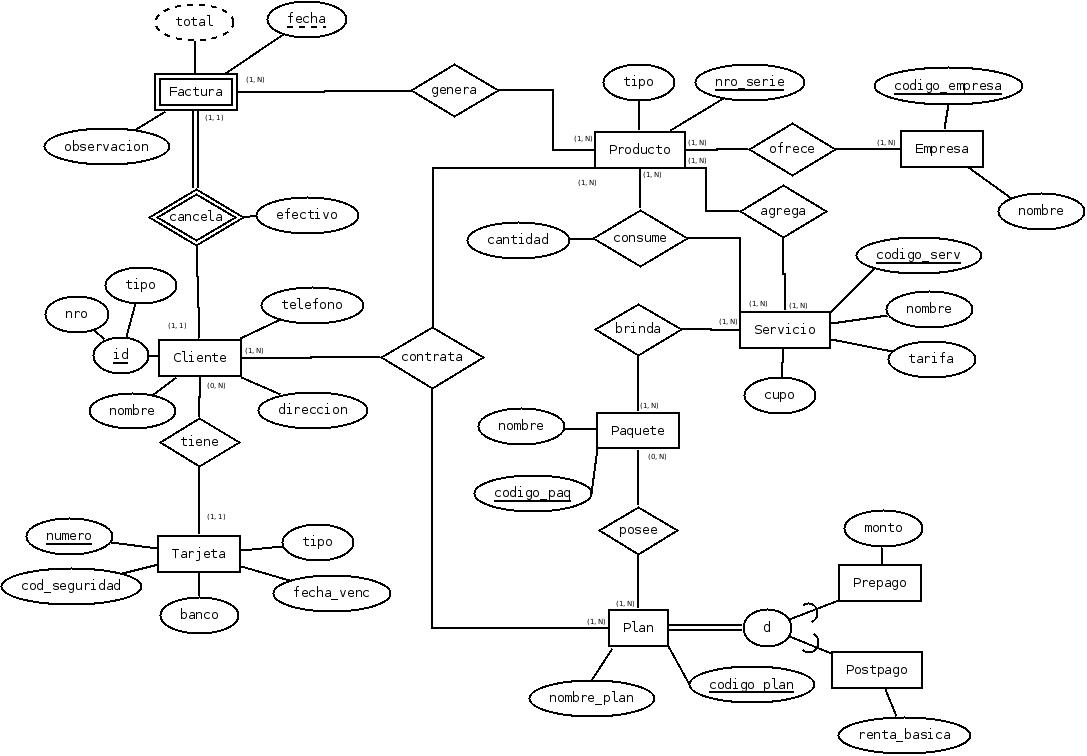 total
fecha
(1, N)
Factura
genera
tipo
nro_serie
codigo_empresa
(1, 1)
observacion
(1, N)
Producto
(1, N)
ofrece
(1, N)
Empresa
(1, N)
(1, N)
(1, N)
nombre
cancela
efectivo
agrega
cantidad
consume
codigo_serv
tipo
nro
telefono
(1, N)
(1, N)
nombre
(1, 1)
brinda
(1, N)
Servicio
id
Cliente
(1, N)
contrata
tarifa
(0, N)
nombre
direccion
cupo
(1, N)
tiene
nombre
Paquete
(0, N)
codigo_paq
(1, 1)
numero
Tarjeta
tipo
posee
monto
cod_seguridad
fecha_venc
banco
Prepago
(1, N)
(1, N)
Plan
d
Postpago
nombre_plan
codigo_plan
renta_basica